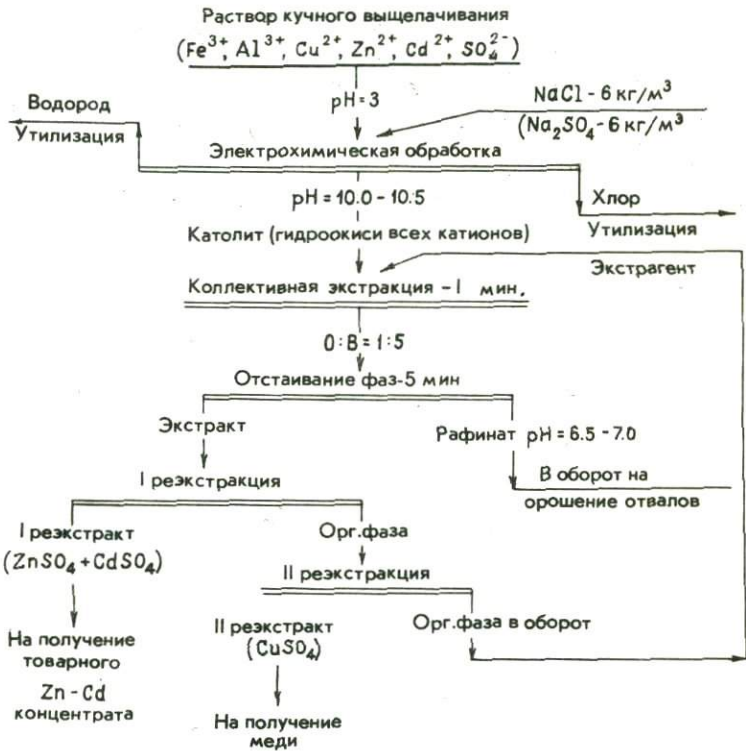 Раствор кучного выщелачивания
(Fe³⁺, Al³⁺, Cu²⁺, Zn²⁺, Cd²⁺, SO₄²⁻)
pH=3
NaCl - 6 кг/м³
(Na₂SO₄ - 6 кг/м³
Водород
Утилизация
Электрохимическая обработка
pH = 10.0 - 10.5
Хлор
Утилизация
Католит (гидроокиси всех катионов)
Экстрагент
Коллективная экстракция - I мин.
О:В = 1:5
Отстаивание фаз-5 мин
Экстракт
Рафинат pH = 6.5 - 7.0
I реэкстракция
В оборот на
орошение отвалов
I реэкстракт
(ZnSO₄ + CdSO₄)
Орг.фаза
II реэкстракция
На получение
товарного
Zn - Cd
концентрата
II реэкстракт
(CuSO₄)
Орг.фаза в оборот
На получение
меди